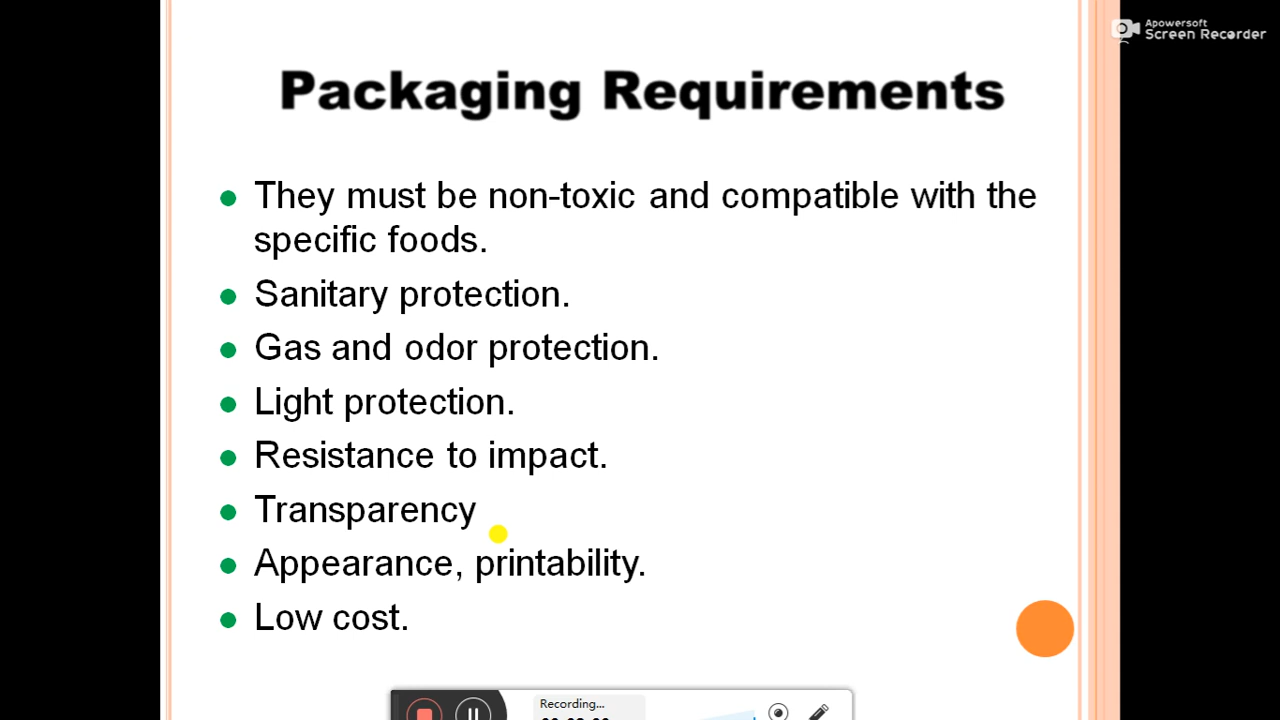 Apowersoft
Screen Recorder
Packaging Requirements
They must be non-toxic and compatible with the
specific foods.
Sanitary protection.
Gas and odor protection.
Light protection.
Resistance to impact.
Transparency
Appearance, printability.
Low cost.
Recording...